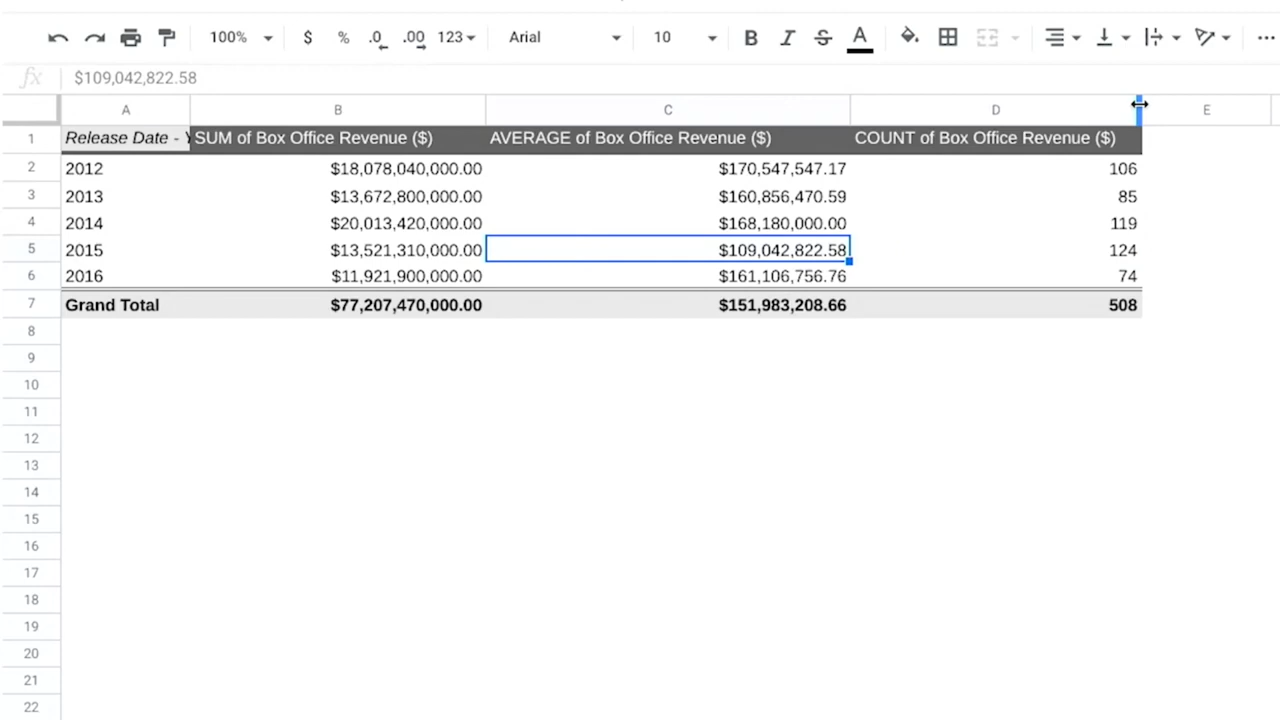 100% $ % .0 .00 123 Arial 10 B I S A
fx $109,042,822.58
A B C D E
1 Release Date - Y SUM of Box Office Revenue ($) AVERAGE of Box Office Revenue ($) COUNT of Box Office Revenue ($)
2 2012 $18,078,040,000.00 $170,547,547.17 106
3 2013 $13,672,800,000.00 $160,856,470.59 85
4 2014 $20,013,420,000.00 $168,180,000.00 119
5 2015 $13,521,310,000.00 $109,042,822.58 124
6 2016 $11,921,900,000.00 $161,106,756.76 74
7 Grand Total $77,207,470,000.00 $151,983,208.66 508
8
9
10
11
12
13
14
15
16
17
18
19
20
21
22